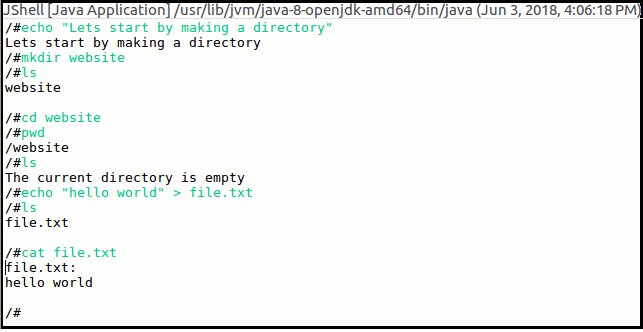 JShell [Java Application] /usr/lib/jvm/java-8-openjdk-amd64/bin/java (Jun 3, 2018, 4:06:18 PM)
/#echo "Lets start by making a directory"
Lets start by making a directory
/#mkdir website
/#ls
website
/#cd website
/#pwd
/website
/#ls
The current directory is empty
/#echo "hello world" > file.txt
/#ls
file.txt
/#cat file.txt
file.txt:
hello world
/#